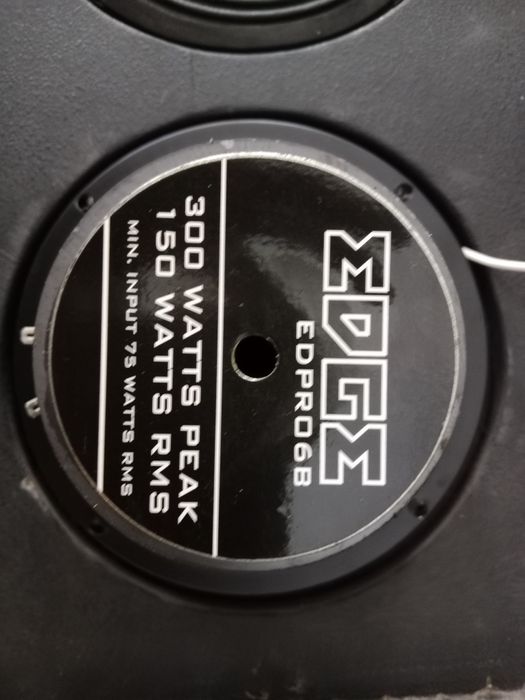 EDGE
EDPRO6B
300 WATTS PEAK
150 WATTS RMS
MIN. INPUT 75 WATTS RMS